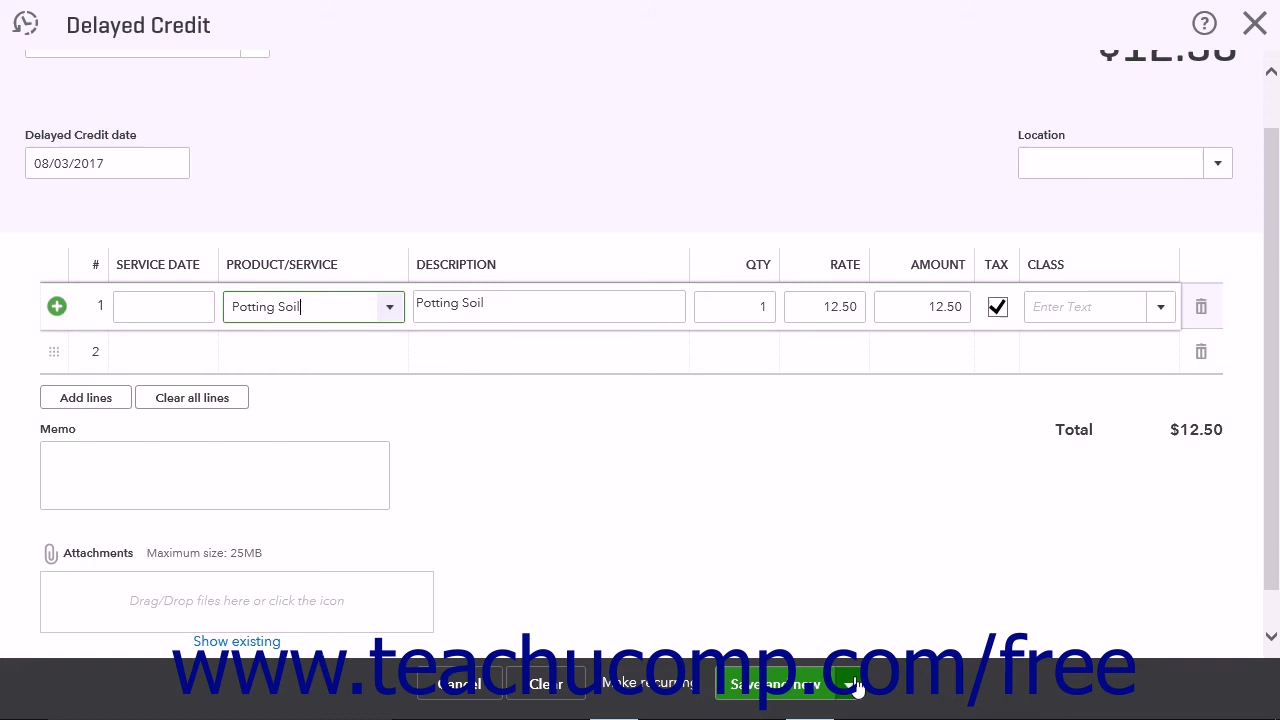 Delayed Credit
$12.50
Delayed Credit date
Location
08/03/2017
# SERVICE DATE PRODUCT/SERVICE DESCRIPTION QTY RATE AMOUNT TAX CLASS
1 Potting Soil Potting Soil 1 12.50 12.50 Enter Text
2
Add lines Clear all lines
Memo
Total $12.50
Attachments Maximum size: 25MB
Drag/Drop files here or click the icon
Show existing
www.teachucomp.com/free
Cancel Clear Make recurring Save and new